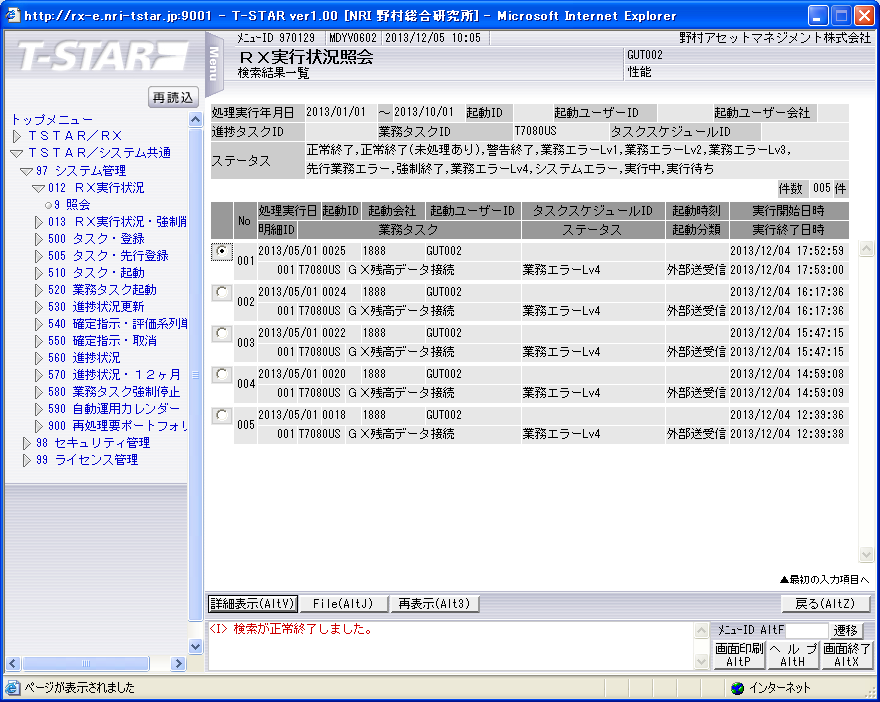 http://rx-e.nri-tstar.jp:9001 - T-STAR ver1.00 [NRI 野村総合研究所] - Microsoft Internet Explorer
T-STAR
Menu
ﾒﾆｭｰID 970129 MDYV0602 2013/12/05 10:05 野村アセットマネジメント株式会社
ＲＸ実行状況照会 GUT002
検索結果一覧 性能
再読込
トップメニュー
ＴＳＴＡＲ／ＲＸ
ＴＳＴＡＲ／システム共通
97 システム管理
012 ＲＸ実行状況
9 照会
013 ＲＸ実行状況・強制削
500 タスク・登録
505 タスク・先行登録
510 タスク・起動
520 業務タスク起動
530 進捗状況更新
540 確定指示・評価系列単
550 確定指示・取消
560 進捗状況
570 進捗状況・１２ヶ月
580 業務タスク強制停止
590 自動運用カレンダー
900 再処理要ポートフォリ
98 セキュリティ管理
99 ライセンス管理
処理実行年月日 2013/01/01 ～ 2013/10/01 起動ID 起動ユーザーID 起動ユーザー会社
進捗タスクID 業務タスクID T7080US タスクスケジュールID
ステータス 正常終了,正常終了(未処理あり),警告終了,業務エラーLv1,業務エラーLv2,業務エラーLv3,
先行業務エラー,強制終了,業務エラーLv4,システムエラー,実行中,実行待ち
件数 005 件
No 処理実行日 起動ID 起動会社 起動ユーザーID タスクスケジュールID 起動時刻 実行開始日時
明細ID 業務タスク ステータス 起動分類 実行終了日時
001 2013/05/01 0025 1888 GUT002 2013/12/04 17:52:59
001 T7080US ＧＸ残高データ接続 業務エラーLv4 外部送受信 2013/12/04 17:53:00
002 2013/05/01 0024 1888 GUT002 2013/12/04 16:17:36
001 T7080US ＧＸ残高データ接続 業務エラーLv4 外部送受信 2013/12/04 16:17:36
003 2013/05/01 0022 1888 GUT002 2013/12/04 15:47:15
001 T7080US ＧＸ残高データ接続 業務エラーLv4 外部送受信 2013/12/04 15:47:15
004 2013/05/01 0020 1888 GUT002 2013/12/04 14:59:08
001 T7080US ＧＸ残高データ接続 業務エラーLv4 外部送受信 2013/12/04 14:59:09
005 2013/05/01 0018 1888 GUT002 2013/12/04 12:39:36
001 T7080US ＧＸ残高データ接続 業務エラーLv4 外部送受信 2013/12/04 12:39:38
▲最初の入力項目へ
詳細表示(AltV) File(AltJ) 再表示(Alt3) 戻る(AltZ)
<I> 検索が正常終了しました。
ﾒﾆｭｰID AltF 遷移
画面印刷 ヘ ル プ 画面終了
AltP AltH AltX
ページが表示されました インターネット